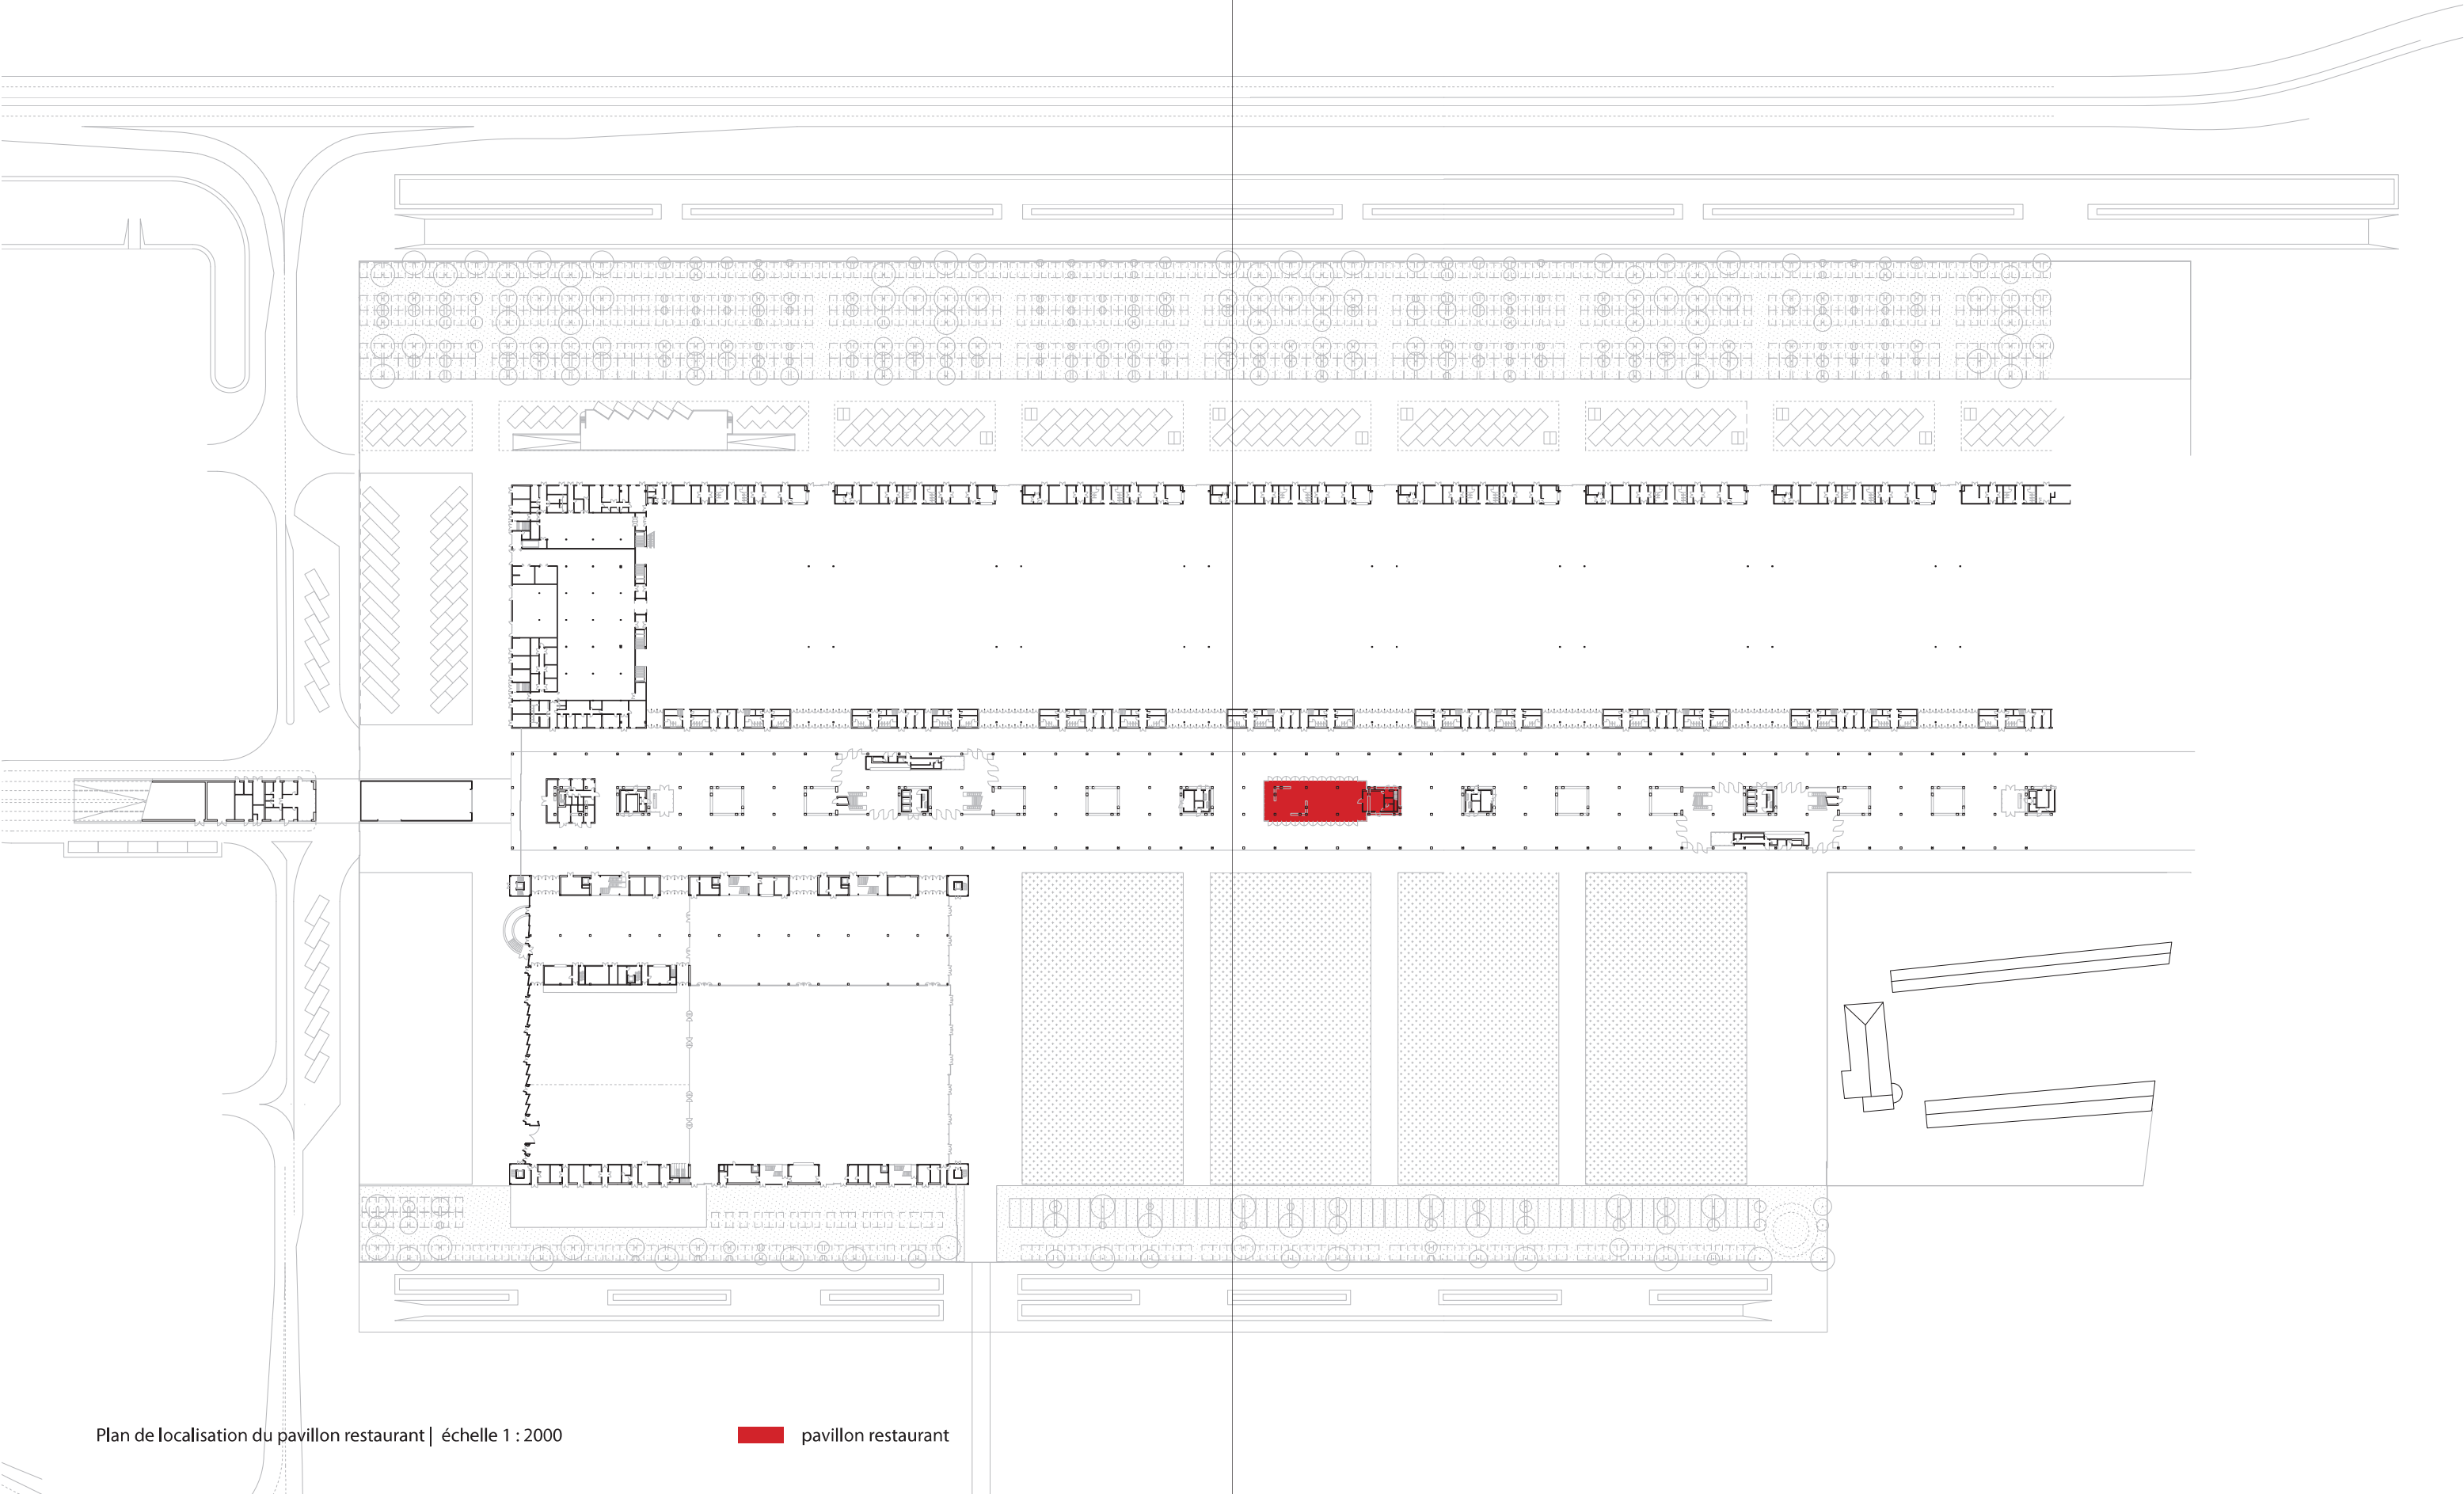 Plan de localisation du pavillon restaurant | échelle 1 : 2000
pavillon restaurant